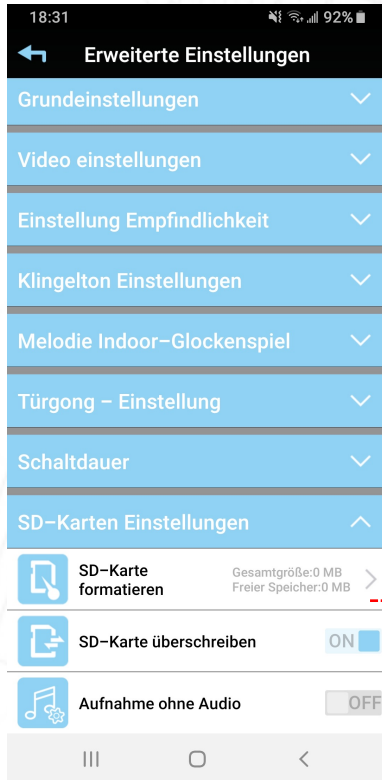 18:31 92%
Erweiterte Einstellungen
Grundeinstellungen
Video einstellungen
Einstellung Empfindlichkeit
Klingelton Einstellungen
Melodie Indoor-Glockenspiel
Türgong - Einstellung
Schaltdauer
SD-Karten Einstellungen
SD-Karte
formatieren
Gesamtgröße:0 MB
Freier Speicher:0 MB
SD-Karte überschreiben ON
Aufnahme ohne Audio OFF